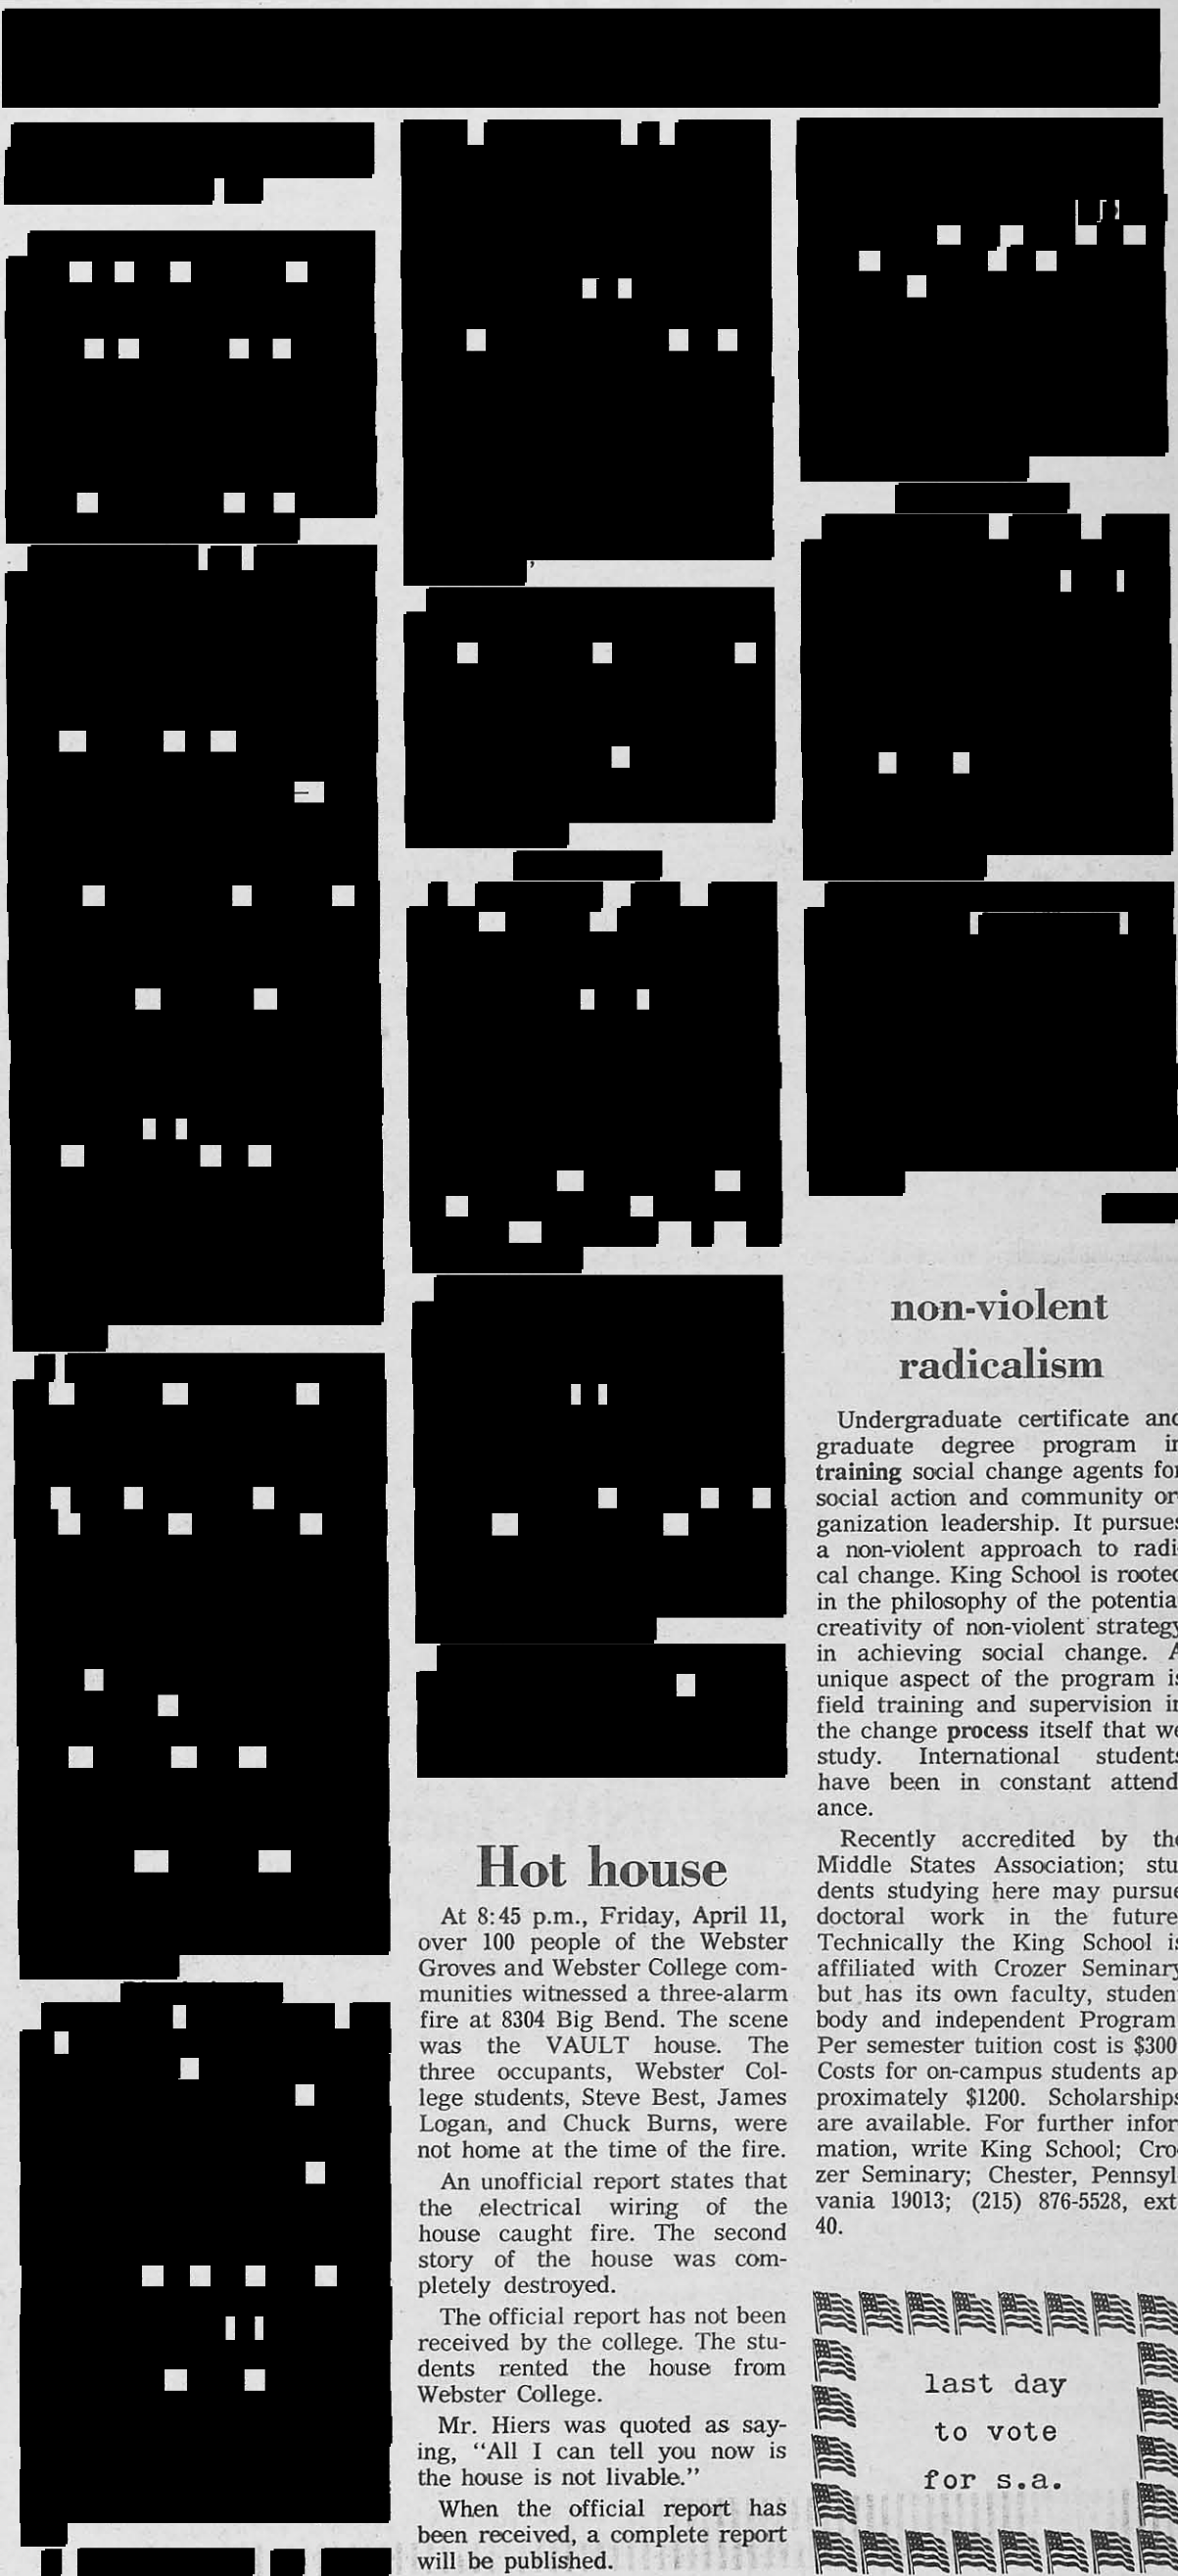 Hot house
At 8:45 p.m., Friday, April 11,
over 100 people of the Webster
Groves and Webster College com-
munities witnessed a three-alarm
fire at 8304 Big Bend. The scene
was the VAULT house. The
three occupants, Webster Col-
lege students, Steve Best, James
Logan, and Chuck Burns, were
not home at the time of the fire.
An unofficial report states that
the electrical wiring of the
house caught fire. The second
story of the house was com-
pletely destroyed.
The official report has not been
received by the college. The stu-
dents rented the house from
Webster College.
Mr. Hiers was quoted as say-
ing, “All I can tell you now is
the house is not livable.”
When the official report has
been received, a complete report
will be published.
non-violent
radicalism
Undergraduate certificate and
graduate degree program in
training social change agents for
social action and community or-
ganization leadership. It pursues
a non-violent approach to radi-
cal change. King School is rooted
in the philosophy of the potential
creativity of non-violent strategy
in achieving social change. A
unique aspect of the program is
field training and supervision in
the change process itself that we
study. International students
have been in constant attend-
ance.
Recently accredited by the
Middle States Association; stu-
dents studying here may pursue
doctoral work in the future.
Technically the King School is
affiliated with Crozer Seminary
but has its own faculty, student
body and independent Program.
Per semester tuition cost is $300.
Costs for on-campus students ap-
proximately $1200. Scholarships
are available. For further infor-
mation, write King School; Cro-
zer Seminary; Chester, Pennsyl-
vania 19013; (215) 876-5528, ext.
40.
last day
to vote
for s.a.